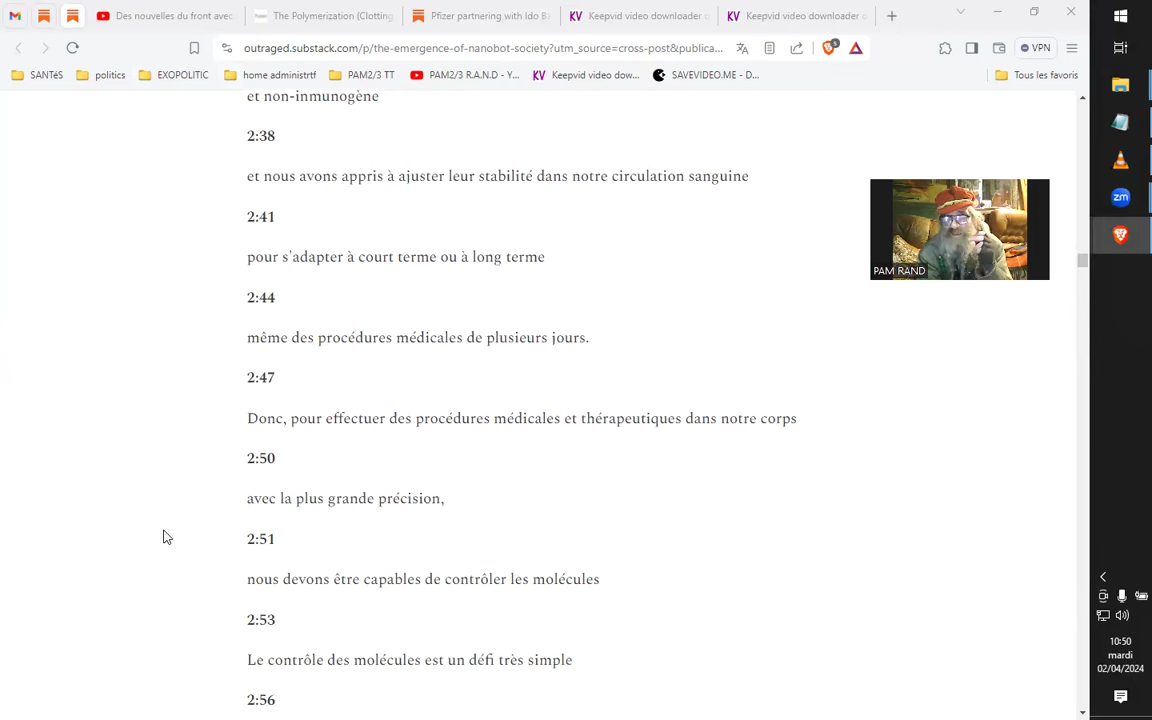 Des nouvelles du front avec
The Polymerization (Clotting
Pfizer partnering with Ido Ba
Keepvid video downloader o
Keepvid video downloader o
outraged.substack.com/p/the-emergence-of-nanobot-society?utm_source=cross-post&publica...
VPN
SANTéS
politics
EXOPOLITIC
home administrtf
PAM2/3 TT
PAM2/3 R.A.N.D - Y...
Keepvid video dow...
SAVEVIDEO.ME - D...
Tous les favoris
et non-inmunogène
2:38
et nous avons appris à ajuster leur stabilité dans notre circulation sanguine
2:41
pour s'adapter à court terme ou à long terme
2:44
même des procédures médicales de plusieurs jours.
2:47
Donc, pour effectuer des procédures médicales et thérapeutiques dans notre corps
2:50
avec la plus grande précision,
2:51
nous devons être capables de contrôler les molécules
2:53
Le contrôle des molécules est un défi très simple
2:56
PAM RAND
zm
10:50
mardi
02/04/2024